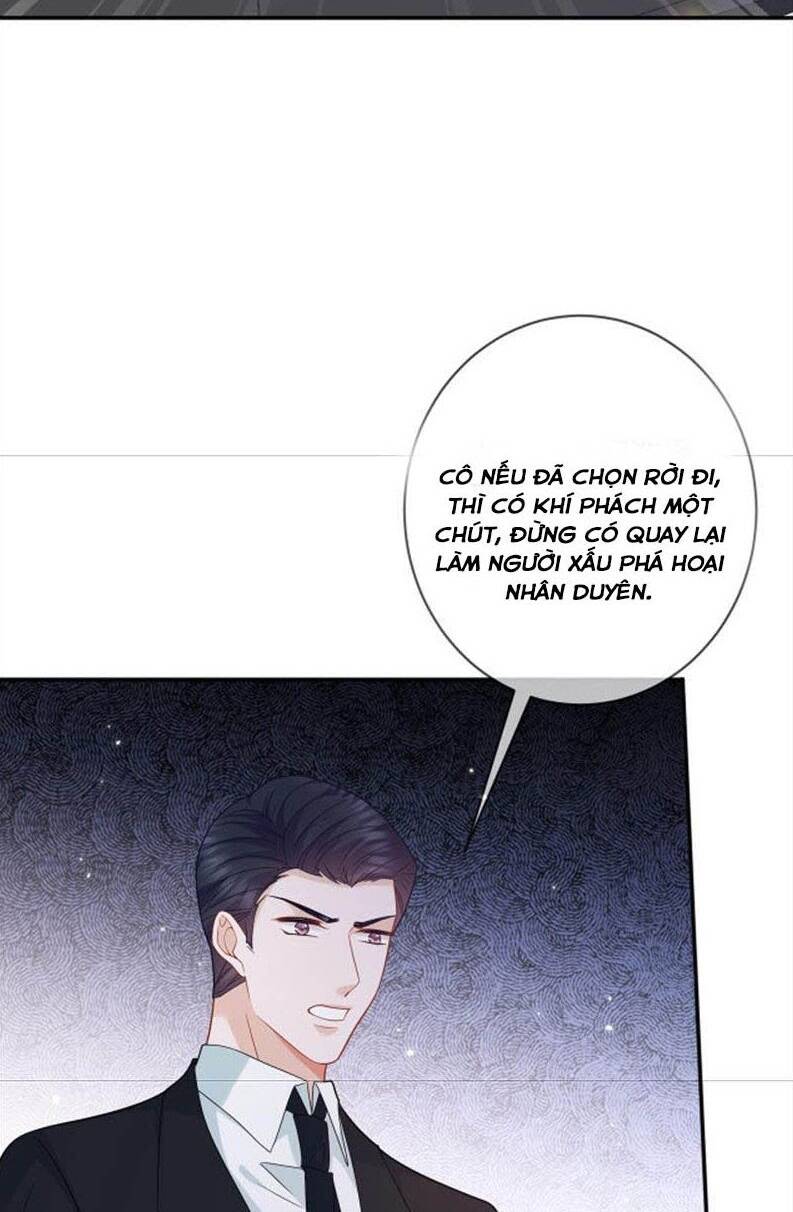 CÔ NẾU ĐÃ CHỌN RỜI ĐI,
THÌ CÓ KHÍ PHÁCH MỘT
CHÚT, ĐỪNG CÓ QUAY LẠI
LÀM NGƯỜI XẤU PHÁ HOẠI
NHÂN DUYÊN.